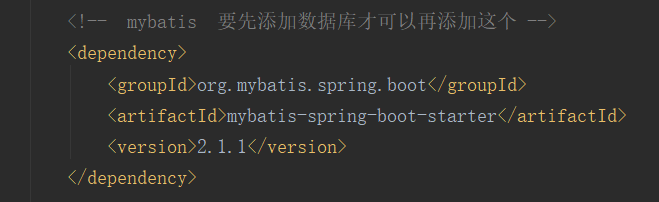 <!--  mybatis  要先添加数据库才可以再添加这个 -->
<dependency>
<groupId>org.mybatis.spring.boot</groupId>
<artifactId>mybatis-spring-boot-starter</artifactId>
<version>2.1.1</version>
</dependency>